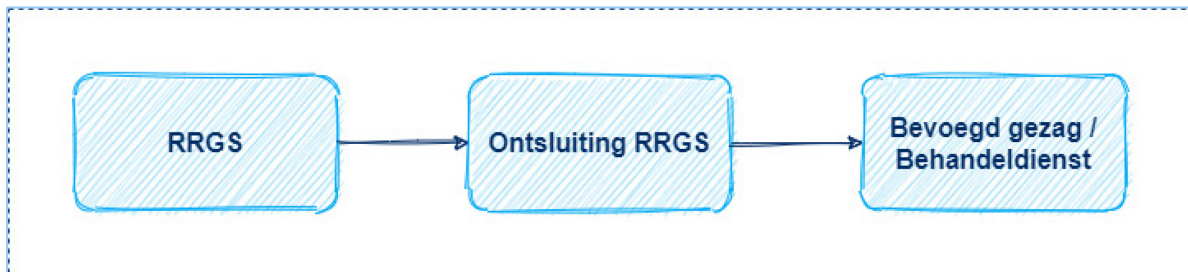 RRGS
Ontsluiting RRGS
Bevoegd gezag /
Behandeldienst